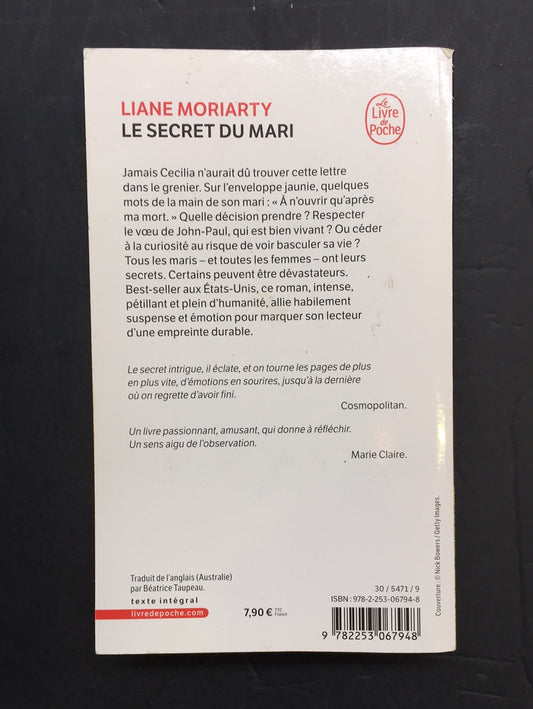 LIANE MORIARTY
LE SECRET DU MARI
Le
Livre
de
Poche
Jamais Cecilia n'aurait dû trouver cette lettre
dans le grenier. Sur l'enveloppe jaunie, quelques
mots de la main de son mari : « À n'ouvrir qu'après
ma mort. » Quelle décision prendre ? Respecter
le vœu de John-Paul, qui est bien vivant ? Ou céder
à la curiosité au risque de voir basculer sa vie ?
Tous les maris – et toutes les femmes – ont leurs
secrets. Certains peuvent être dévastateurs.
Best-seller aux États-Unis, ce roman, intense,
pétillant et plein d'humanité, allie habilement
suspense et émotion pour marquer son lecteur
d'une empreinte durable.
Le secret intrigue, il éclate, et on tourne les pages de plus
en plus vite, d'émotions en sourires, jusqu'à la dernière
où on regrette d'avoir fini.
Cosmopolitan.
Un livre passionnant, amusant, qui donne à réfléchir.
Un sens aigu de l'observation.
Marie Claire.
Couverture : © Nick Bowers / Getty Images.
Traduit de l'anglais (Australie)
par Béatrice Taupeau.
texte intégral
livredepoche.com
7,90 € TTC
France
30 / 5471 / 9
ISBN : 978-2-253-06794-8
9 782253 067948